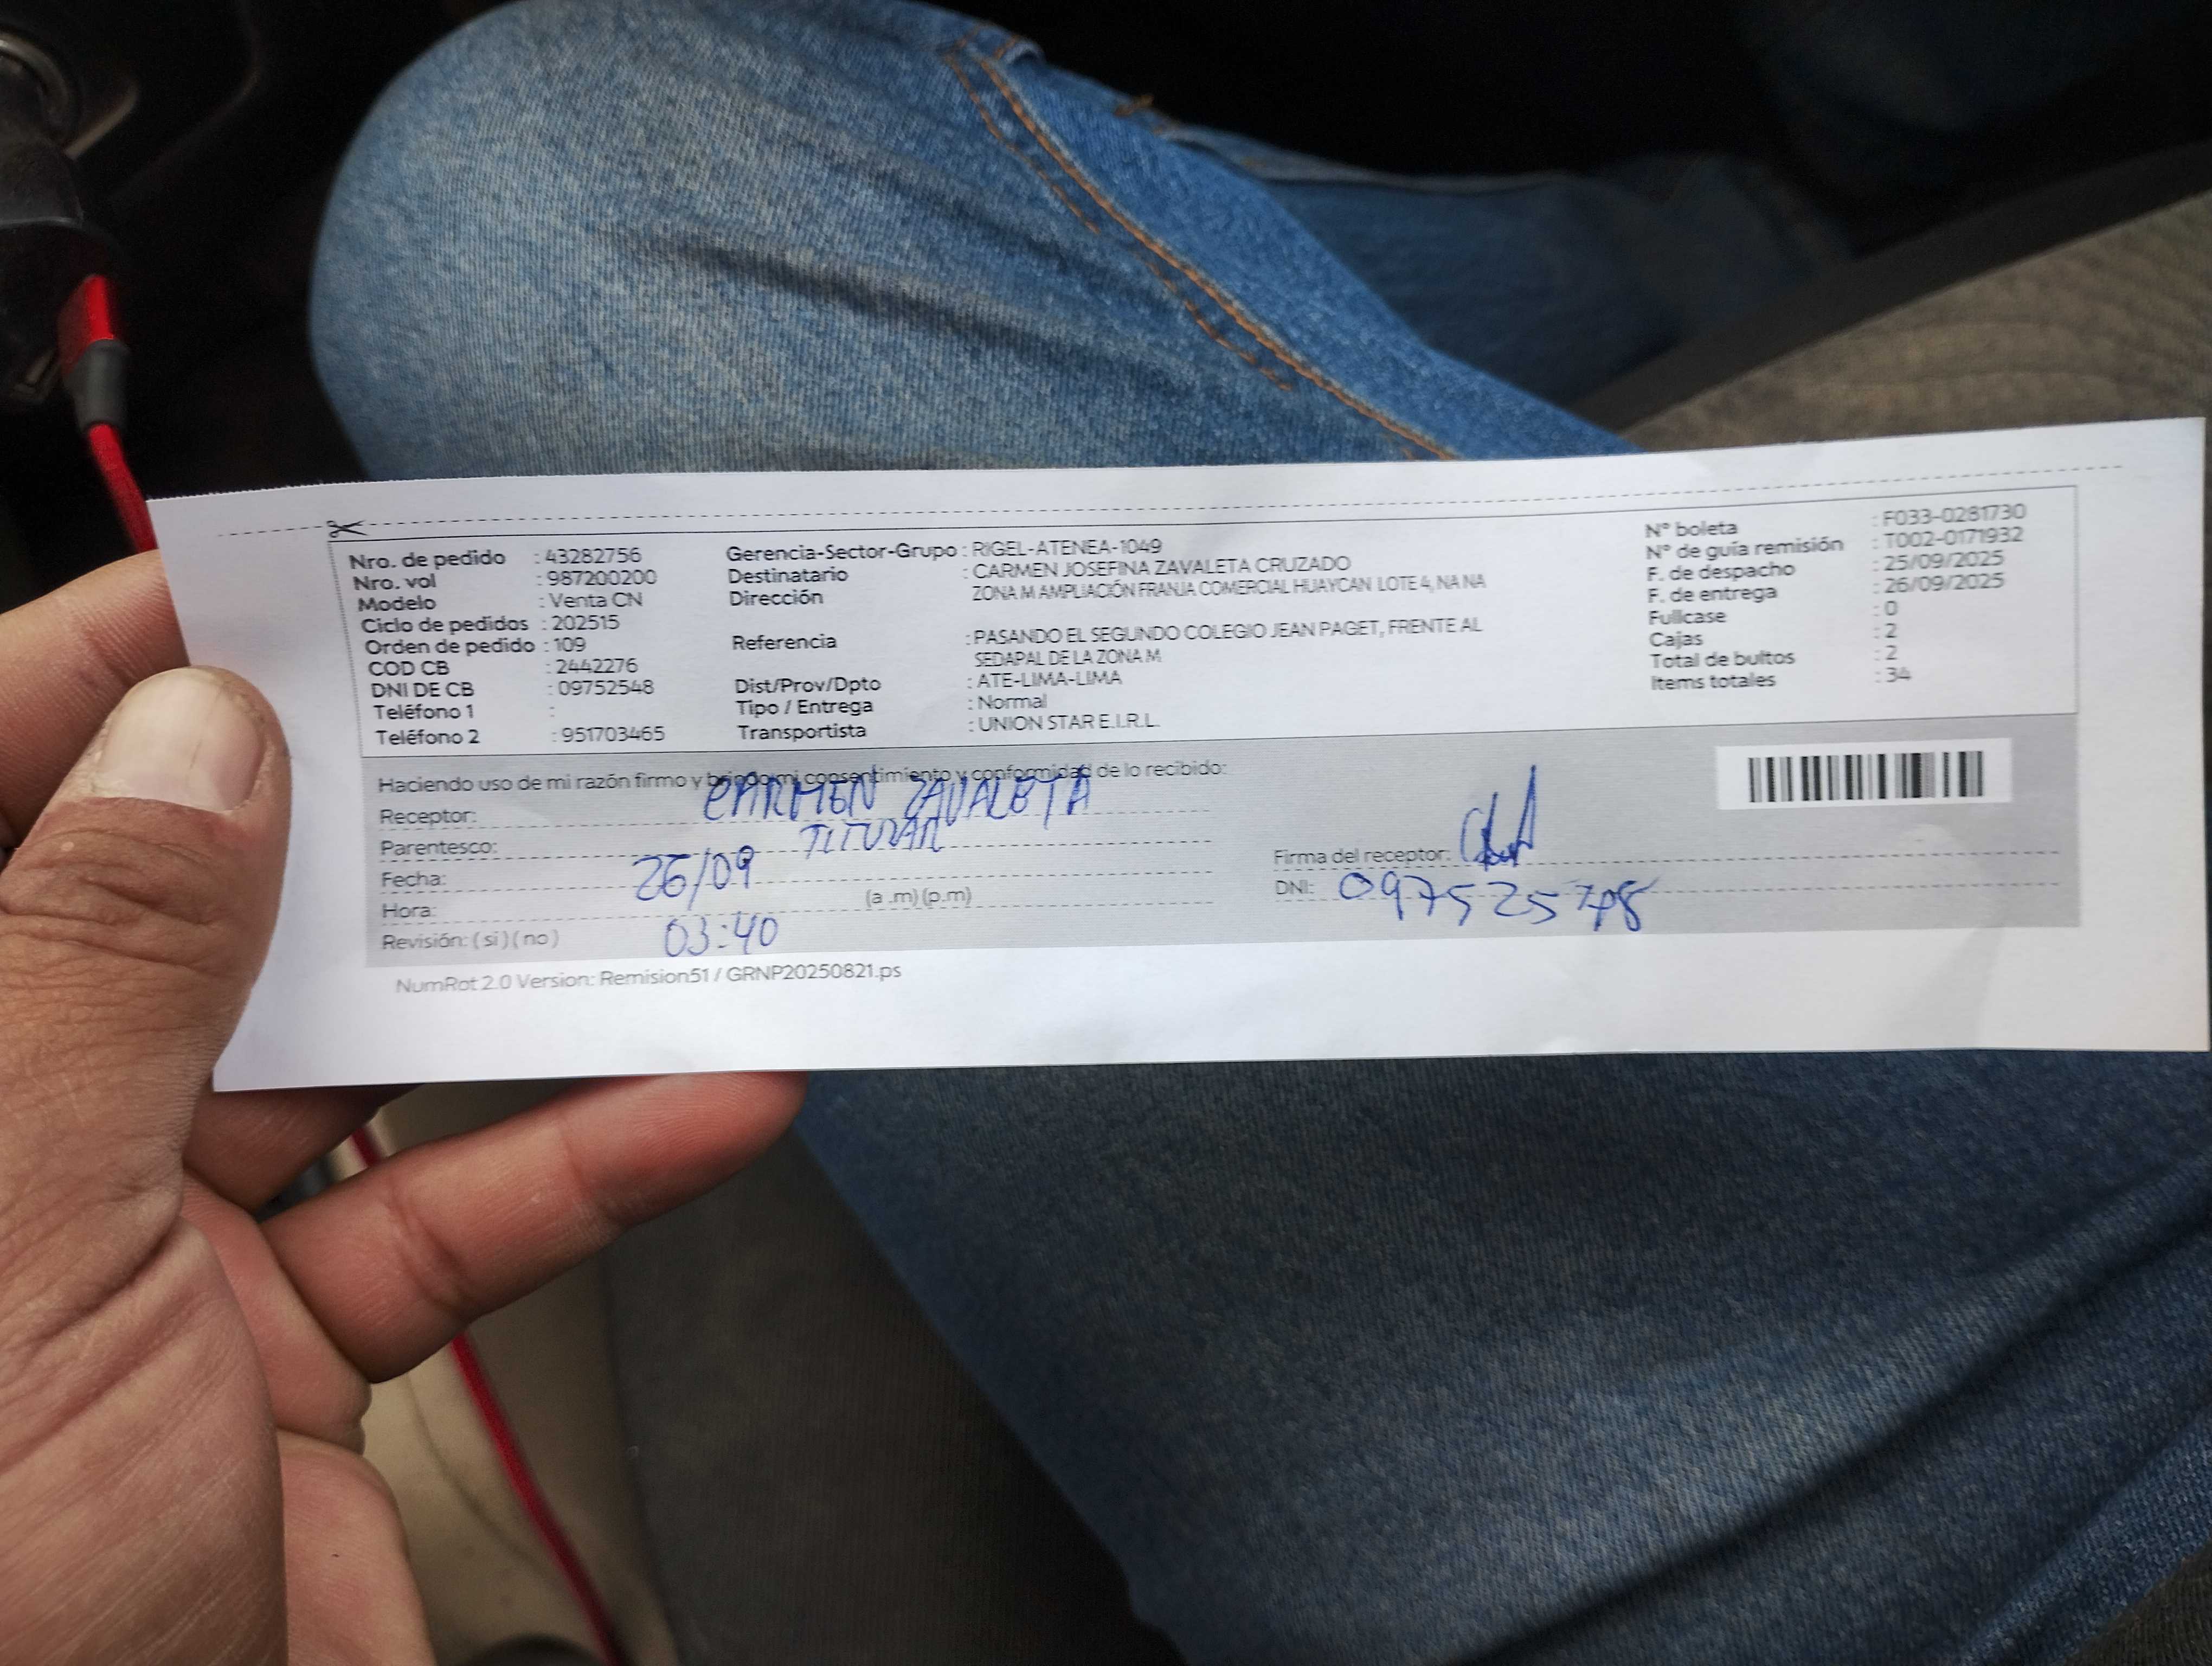 Nro. de pedido : 43282756
Nro. vol : 987200200
Modelo : Venta CN
Ciclo de pedidos : 202515
Orden de pedido : 109
COD CB : 2442276
DNI DE CB : 09752548
Teléfono 1 :
Teléfono 2 : 951703465
Gerencia-Sector-Grupo : RIGEL-ATENEA-1049
Destinatario : CARMEN JOSEFINA ZAVALETA CRUZADO
Dirección ZONA M AMPLIACIÓN FRANJA COMERCIAL HUAYCAN LOTE 4, NA NA
Referencia : PASANDO EL SEGUNDO COLEGIO JEAN PAGET, FRENTE AL
SEDAPAL DE LA ZONA M
Dist/Prov/Dpto : ATE-LIMA-LIMA
Tipo / Entrega : Normal
Transportista : UNION STAR E.I.R.L.
N° boleta : F033-0281730
N° de guía remisión : T002-0171932
F. de despacho : 25/09/2025
F. de entrega : 26/09/2025
Fullcase : 0
Cajas : 2
Total de bultos : 2
Items totales : 34
Haciendo uso de mi razón firmo y brindo mi consentimiento y conformidad de lo recibido:
Receptor: CARMEN ZAVALETA
Parentesco: TITULAR
Fecha: 26/09
Hora: 03:40 (a .m) (p.m)
Revisión: ( si ) ( no )
Firma del receptor:
DNI: 09752548
NumRot 2.0 Version: Remision51 / GRNP20250821.ps